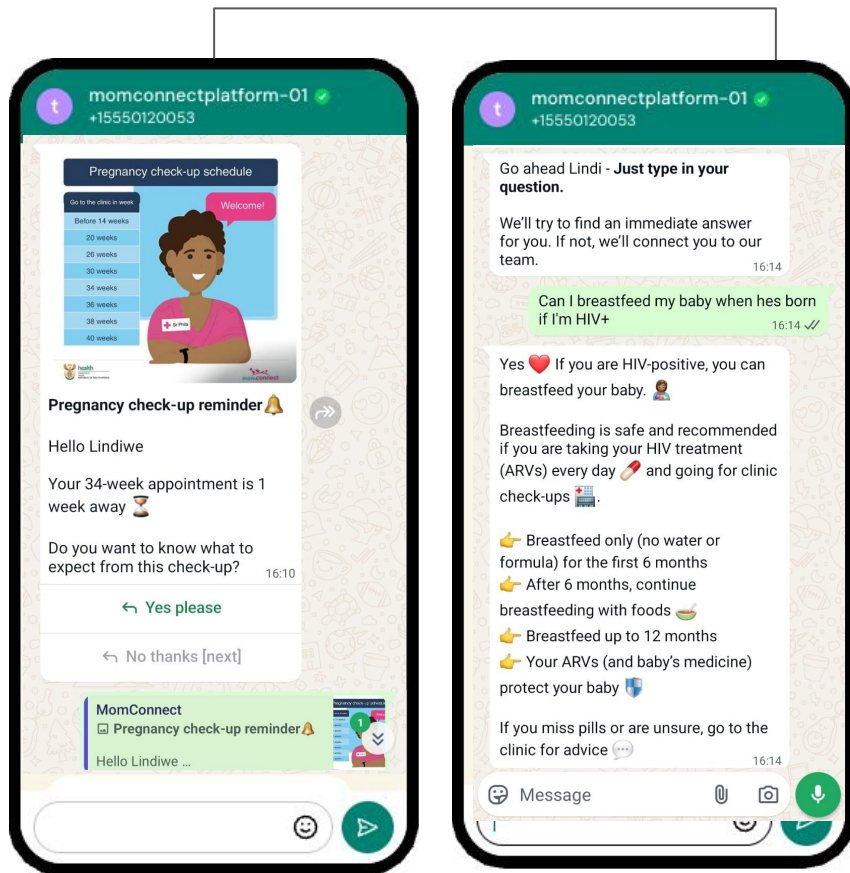 t
momconnectplatform-01
+15550120053
Pregnancy check-up schedule
Go to the clinic in week
Before 14 weeks
20 weeks
26 weeks
30 weeks
34 weeks
36 weeks
38 weeks
40 weeks
Welcome!
Sr Phila
health
momconnect
Pregnancy check-up reminder🔔
Hello Lindiwe
Your 34-week appointment is 1
week away ⏳
Do you want to know what to
expect from this check-up?
16:10
Yes please
No thanks [next]
MomConnect
Pregnancy check-up reminder🔔
Hello Lindiwe ...
1
t
momconnectplatform-01
+15550120053
Go ahead Lindi - Just type in your
question.
We'll try to find an immediate answer
for you. If not, we'll connect you to our
team.
16:14
Can I breastfeed my baby when hes born
if I'm HIV+
16:14
Yes ❤️ If you are HIV-positive, you can
breastfeed your baby. 🤱🏾
Breastfeeding is safe and recommended
if you are taking your HIV treatment
(ARVs) every day 💊 and going for clinic
check-ups 🏥.
👉 Breastfeed only (no water or
formula) for the first 6 months
👉 After 6 months, continue
breastfeeding with foods 🥣
👉 Breastfeed up to 12 months
👉 Your ARVs (and baby's medicine)
protect your baby 🛡️
If you miss pills or are unsure, go to the
clinic for advice 💬
16:14
Message